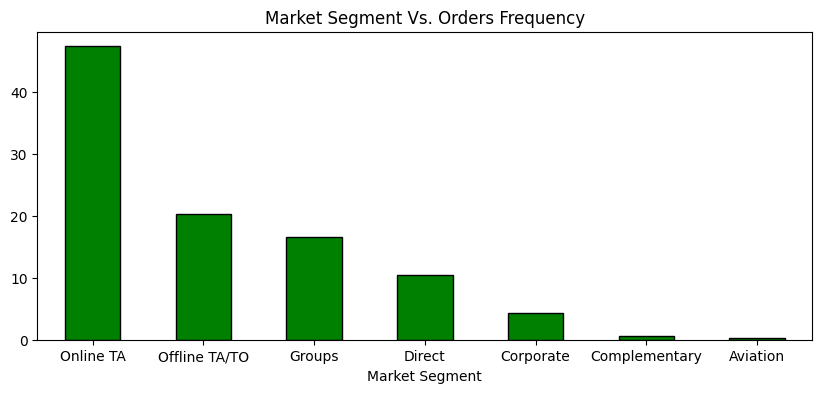 Market Segment Vs. Orders Frequency
40
30
20
10
0
Online TA
Offline TA/TO
Groups
Direct
Corporate
Complementary
Aviation
Market Segment